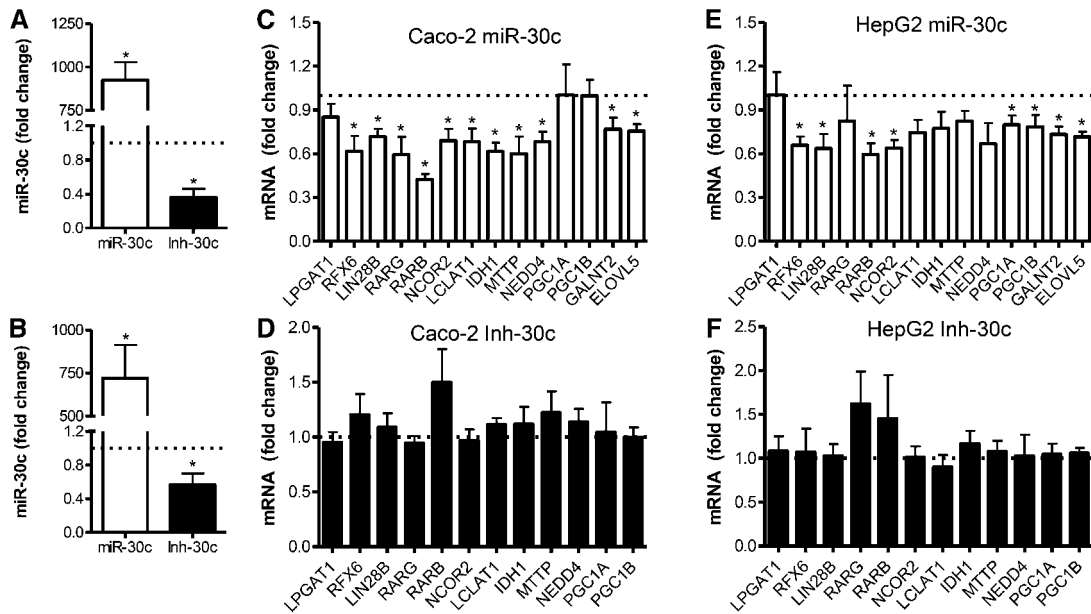 A
miR-30c (fold change)
1250
1000
750
1.2
0.8
0.4
0.0
*
*
miR-30c
Inh-30c
B
miR-30c (fold change)
1000
750
500
1.2
0.8
0.4
0.0
*
*
miR-30c
Inh-30c
C
Caco-2 miR-30c
mRNA (fold change)
1.5
1.2
0.9
0.6
0.3
0.0
* * * * * * * * * * *
LPGAT1
RFX6
LIN28B
RARG
RARB
NCOR2
LCLAT1
IDH1
MTTP
NEDD4
PGC1A
PGC1B
GALNT2
ELOVL5
D
Caco-2 Inh-30c
mRNA (fold change)
2.0
1.5
1.0
0.5
0.0
LPGAT1
RFX6
LIN28B
RARG
RARB
NCOR2
LCLAT1
IDH1
MTTP
NEDD4
PGC1A
PGC1B
E
HepG2 miR-30c
mRNA (fold change)
1.5
1.2
0.9
0.6
0.3
0.0
* * * * * * * *
LPGAT1
RFX6
LIN28B
RARG
RARB
NCOR2
LCLAT1
IDH1
MTTP
NEDD4
PGC1A
PGC1B
GALNT2
ELOVL5
F
HepG2 Inh-30c
mRNA (fold change)
2.5
2.0
1.5
1.0
0.5
0.0
LPGAT1
RFX6
LIN28B
RARG
RARB
NCOR2
LCLAT1
IDH1
MTTP
NEDD4
PGC1A
PGC1B